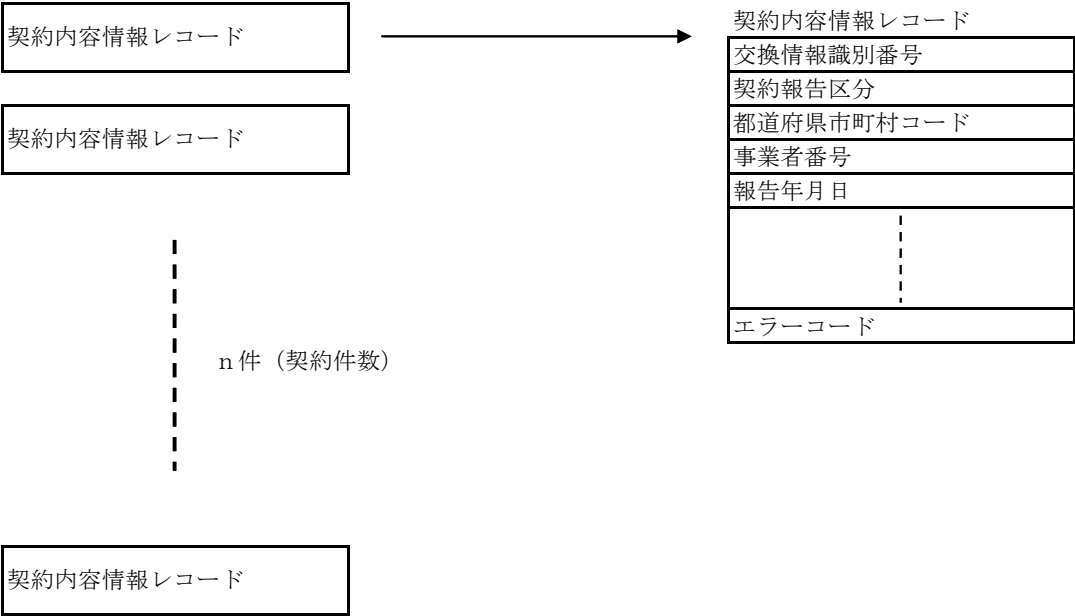 契約内容情報レコード
契約内容情報レコード
n件（契約件数）
契約内容情報レコード
契約内容情報レコード
交換情報識別番号
契約報告区分
都道府県市町村コード
事業者番号
報告年月日
エラーコード